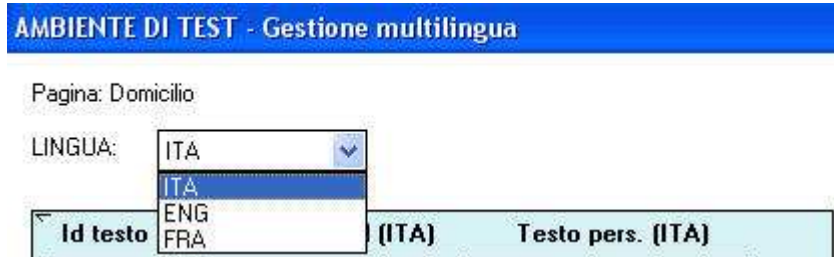 AMBIENTE DI TEST - Gestione multilingua
Pagina: Domicilio
LINGUA: ITA
ITA
ENG
FRA
Id testo (ITA) Testo pers. (ITA)